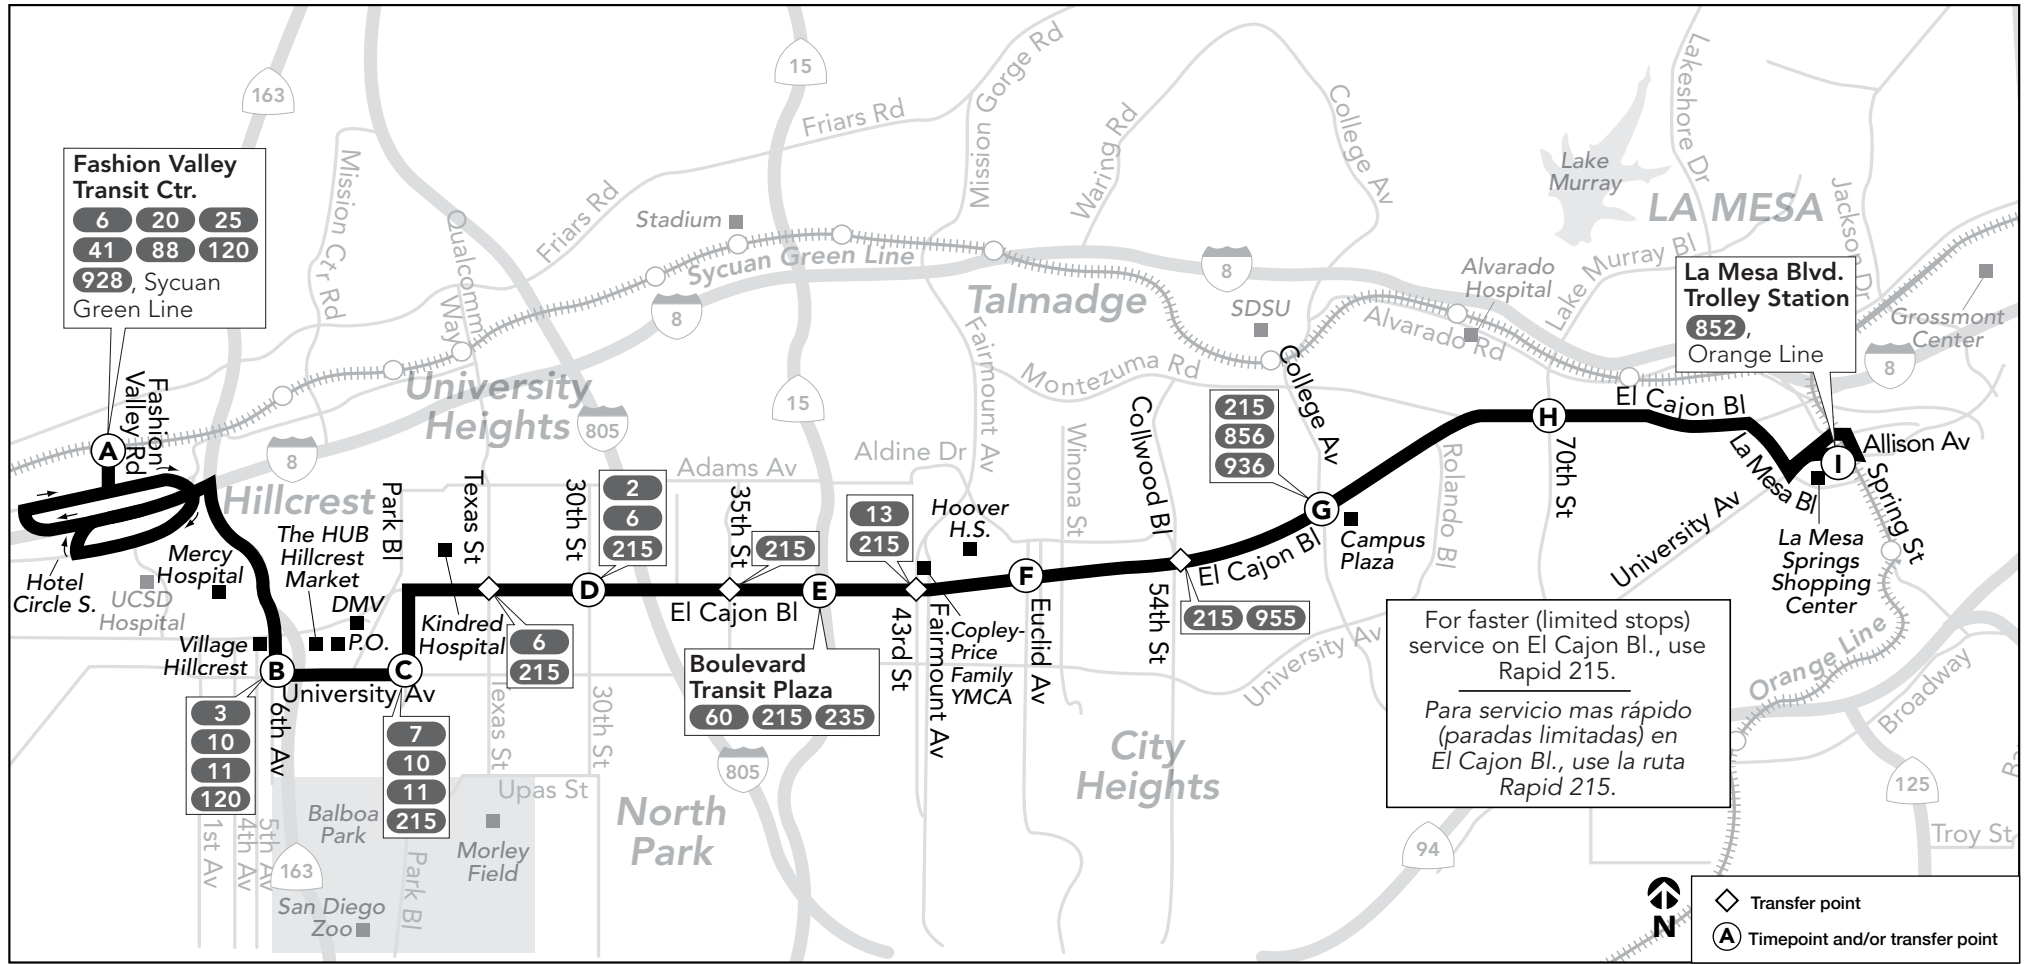 163
15
Friars Rd
Mission Gorge Rd
Waring Rd
College Av
Lakeshore Dr
Lake
Murray
LA MESA
Jackson Dr
Fashion Valley
Transit Ctr.
6
20
25
41
88
120
928, Sycuan
Green Line
Mission Ctr Rd
Qualcomm
Way
Friars Rd
Stadium
Sycuan Green Line
8
8
Talmadge
SDSU
Alvarado
Hospital
Alvarado Rd
Lake Murray Bl
La Mesa Blvd.
Trolley Station
852,
Orange Line
Grossmont
Center
8
Fashion
Valley Rd
A
8
University
Heights
805
15
Fairmount Av
Montezuma Rd
Aldine Dr
Adams Av
Winona St
Collwood Bl
215
856
936
College Av
Rolando Bl
H
70th St
El Cajon Bl
La Mesa Bl
I
Allison Av
Spring St
University Av
Hillcrest
Park Bl
Texas St
30th St
2
6
215
35th St
215
13
215
Hoover
H.S.
G
Campus
Plaza
La Mesa
Springs
Shopping
Center
Hotel
Circle S.
Mercy
Hospital
UCSD
Hospital
The HUB
Hillcrest
Market
DMV
P.O.
Village
Hillcrest
B
University Av
C
Kindred
Hospital
6
215
D
El Cajon Bl
E
Boulevard
Transit Plaza
60
215
235
43rd St
Fairmount Av
Copley-
Price
Family
YMCA
F
Euclid Av
54th St
El Cajon Bl
215
955
University Av
For faster (limited stops)
service on El Cajon Bl., use
Rapid 215.
Para servicio mas rápido
(paradas limitadas) en
El Cajon Bl., use la ruta
Rapid 215.
Orange Line
Broadway
3
10
11
120
6th Av
7
10
11
215
Texas St
30th St
Upas St
805
North
Park
City
Heights
125
Troy St
94
1st Av
4th Av
5th Av
163
Balboa
Park
Park Bl
Morley
Field
San Diego
Zoo
N
Transfer point
A
Timepoint and/or transfer point